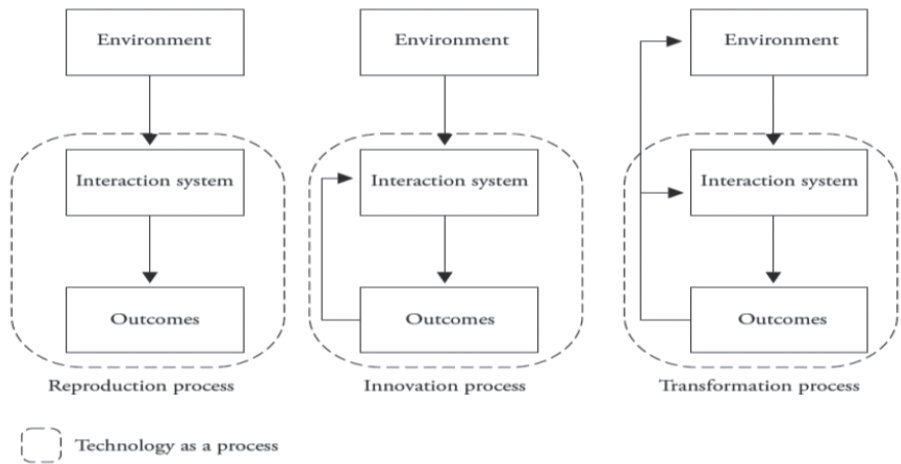 Environment
Environment
Environment
Interaction system
Interaction system
Interaction system
Outcomes
Outcomes
Outcomes
Reproduction process
Innovation process
Transformation process
Technology as a process